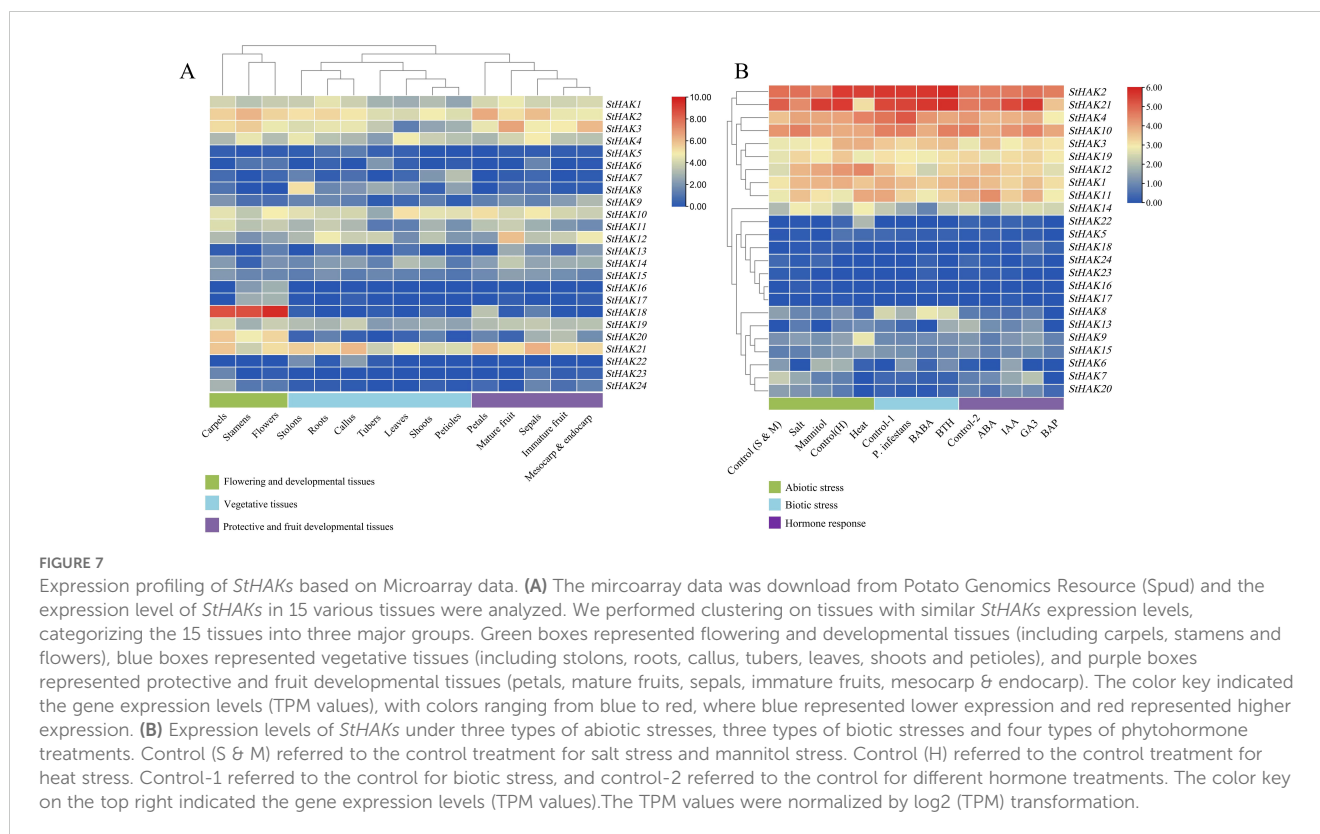 A
StHAK1
StHAK2
StHAK3
StHAK4
StHAK5
StHAK6
StHAK7
StHAK8
StHAK9
StHAK10
StHAK11
StHAK12
StHAK13
StHAK14
StHAK15
StHAK16
StHAK17
StHAK18
StHAK19
StHAK20
StHAK21
StHAK22
StHAK23
StHAK24
10.00
8.00
6.00
4.00
2.00
0.00
Carpels
Stamens
Flowers
Stolons
Roots
Callus
Tubers
Leaves
Shoots
Petioles
Petals
Mature fruit
Sepals
Immature fruit
Mesocarp & endocarp
Flowering and developmental tissues
Vegetative tissues
Protective and fruit developmental tissues
B
StHAK2
StHAK21
StHAK4
StHAK10
StHAK3
StHAK19
StHAK12
StHAK1
StHAK11
StHAK14
StHAK22
StHAK5
StHAK18
StHAK24
StHAK23
StHAK16
StHAK17
StHAK8
StHAK13
StHAK9
StHAK15
StHAK6
StHAK7
StHAK20
6.00
5.00
4.00
3.00
2.00
1.00
0.00
Control (S & M)
Salt
Mannitol
Control(H)
Heat
Control-1
P. infestans
BABA
BTH
Control-2
ABA
IAA
GA3
BAP
Abiotic stress
Biotic stress
Hormone response
FIGURE 7
Expression profiling of StHAKs based on Microarray data. (A) The mircoarray data was download from Potato Genomics Resource (Spud) and the
expression level of StHAKs in 15 various tissues were analyzed. We performed clustering on tissues with similar StHAKs expression levels,
categorizing the 15 tissues into three major groups. Green boxes represented flowering and developmental tissues (including carpels, stamens and
flowers), blue boxes represented vegetative tissues (including stolons, roots, callus, tubers, leaves, shoots and petioles), and purple boxes
represented protective and fruit developmental tissues (petals, mature fruits, sepals, immature fruits, mesocarp & endocarp). The color key indicated
the gene expression levels (TPM values), with colors ranging from blue to red, where blue represented lower expression and red represented higher
expression. (B) Expression levels of StHAKs under three types of abiotic stresses, three types of biotic stresses and four types of phytohormone
treatments. Control (S & M) referred to the control treatment for salt stress and mannitol stress. Control (H) referred to the control treatment for
heat stress. Control-1 referred to the control for biotic stress, and control-2 referred to the control for different hormone treatments. The color key
on the top right indicated the gene expression levels (TPM values).The TPM values were normalized by log2 (TPM) transformation.